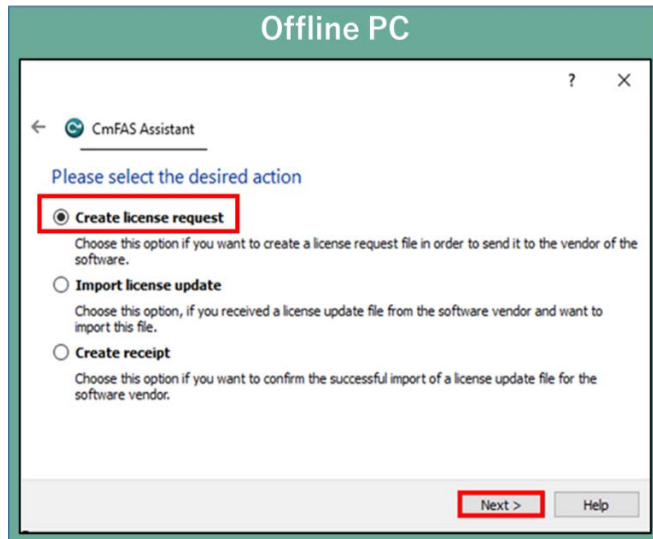 Offline PC
? ×
← CmFAS Assistant
Please select the desired action
Create license request
Choose this option if you want to create a license request file in order to send it to the vendor of the
software.
Import license update
Choose this option, if you received a license update file from the software vendor and want to
import this file.
Create receipt
Choose this option if you want to confirm the successful import of a license update file for the
software vendor.
Next > Help